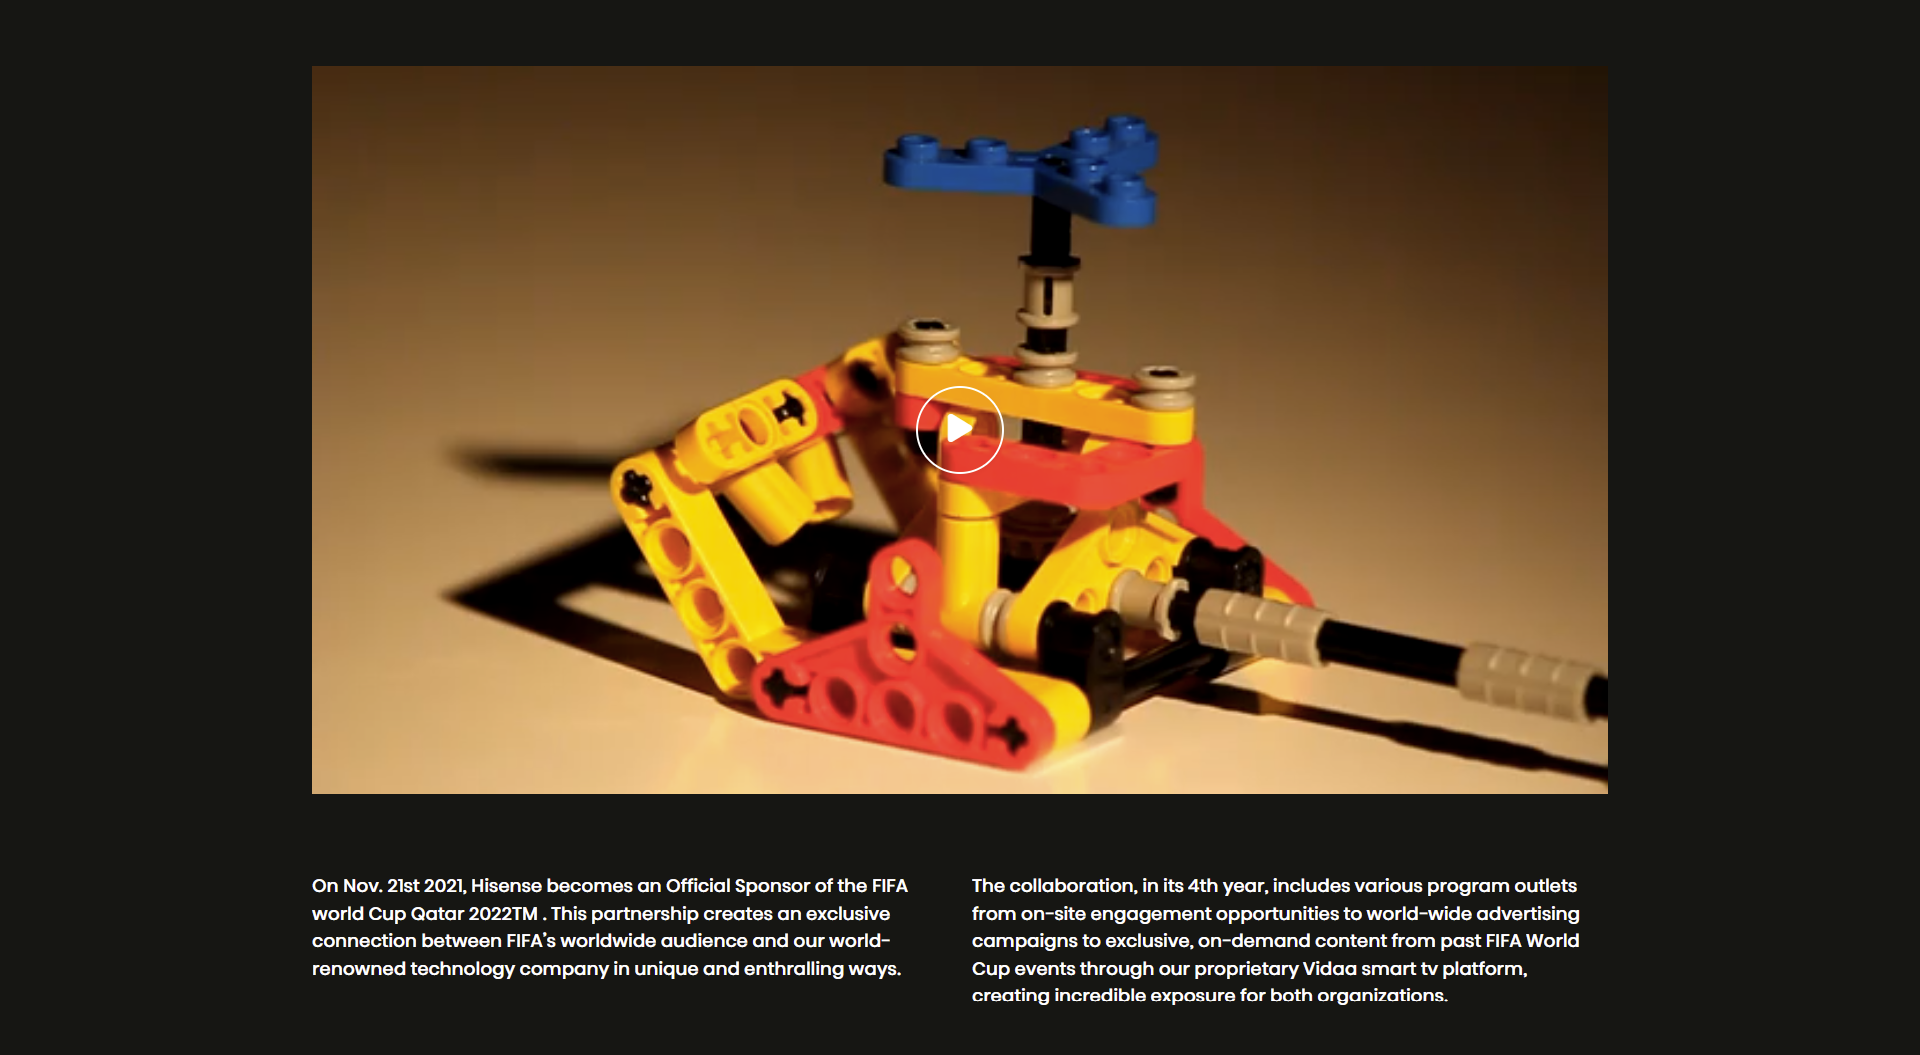 On Nov. 21st 2021, Hisense becomes an Official Sponsor of the FIFA
world Cup Qatar 2022TM . This partnership creates an exclusive
connection between FIFA's worldwide audience and our world-
renowned technology company in unique and enthralling ways.
The collaboration, in its 4th year, includes various program outlets
from on-site engagement opportunities to world-wide advertising
campaigns to exclusive, on-demand content from past FIFA World
Cup events through our proprietary Vidaa smart tv platform,
creating incredible exposure for both organizations.